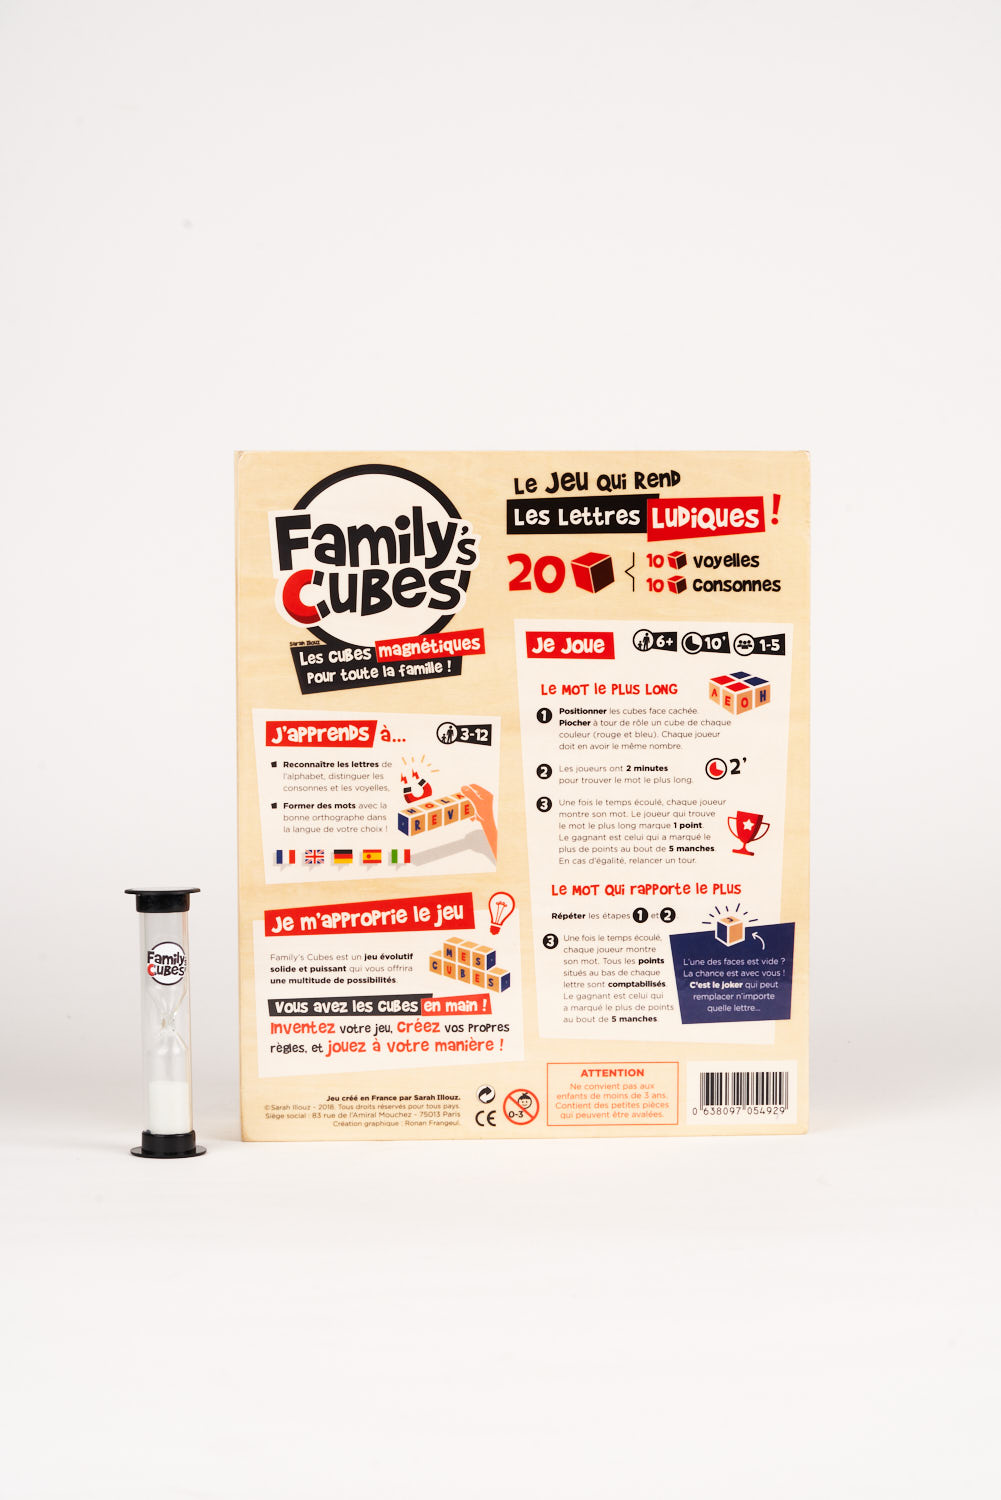 Family's
CUBES
Sarah Illouz
Les cubes magnétiques
pour toute la famille !
Le Jeu qui rend
Les Lettres Ludiques !
20
10 voyelles
10 consonnes
J'apprends à...
3-12
Reconnaître les lettres de
l'alphabet, distinguer les
consonnes et les voyelles,
Former des mots avec la
bonne orthographe dans
la langue de votre choix !
REVE
Je m'approprie le jeu
Family's Cubes est un jeu évolutif
solide et puissant qui vous offrira
une multitude de possibilités.
MES
CUBES
Vous avez les cubes en main !
Inventez votre jeu, créez vos propres
règles, et jouez à votre manière !
Je joue
6+
10'
1-5
Le mot le plus long
A E O H
1
Positionner les cubes face cachée.
Piocher à tour de rôle un cube de chaque
couleur (rouge et bleu). Chaque joueur
doit en avoir le même nombre.
2
Les joueurs ont 2 minutes
pour trouver le mot le plus long.
2'
3
Une fois le temps écoulé, chaque joueur
montre son mot. Le joueur qui trouve
le mot le plus long marque 1 point.
Le gagnant est celui qui a marqué le
plus de points au bout de 5 manches.
En cas d'égalité, relancer un tour.
Le mot qui rapporte le plus
Répéter les étapes 1 et 2
3
Une fois le temps écoulé,
chaque joueur montre
son mot. Tous les points
situés au bas de chaque
lettre sont comptabilisés.
Le gagnant est celui qui
a marqué le plus de points
au bout de 5 manches.
L'une des faces est vide ?
La chance est avec vous !
C'est le joker qui peut
remplacer n'importe
quelle lettre...
Jeu créé en France par Sarah Illouz.
©Sarah Illouz - 2018. Tous droits réservés pour tous pays.
Siège social : 83 rue de l'Amiral Mouchez - 75013 Paris
Création graphique : Ronan Frangeul.
CE
0-3
ATTENTION
Ne convient pas aux
enfants de moins de 3 ans.
Contient des petites pièces
qui peuvent être avalées.
0 638097 054929
Family's
CUBES